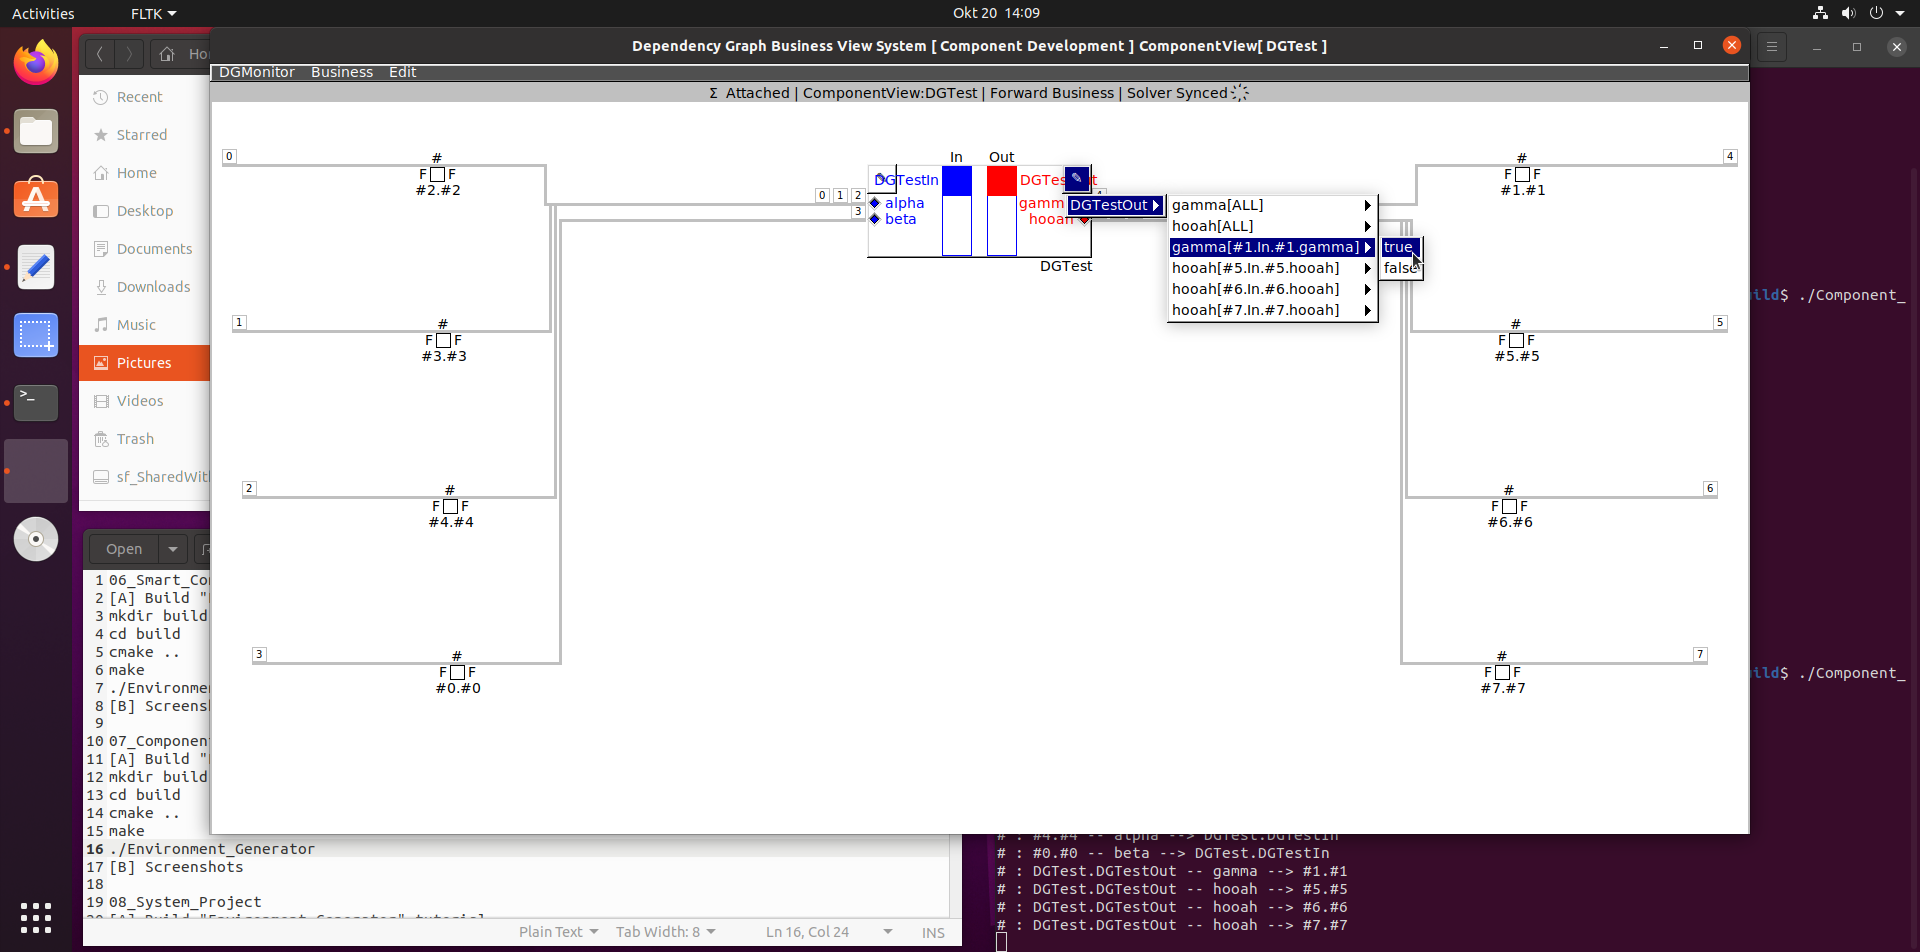 Activities
FLTK
Okt 20 14:09
Dependency Graph Business View System [ Component Development ] ComponentView[ DGTest ]
DGMonitor Business Edit
Σ Attached | ComponentView:DGTest | Forward Business | Solver Synced
Recent
Starred
Home
Desktop
Documents
Downloads
Music
Pictures
Videos
Trash
0
#
F F
#2.#2
1
#
F F
#3.#3
2
#
F F
#4.#4
3
#
F F
#0.#0
In Out
DGTestIn
0 1 2
3
alpha
beta
hooah
DGTest
DGTestOut
gamma[ALL]
hooah[ALL]
gamma[#1.In.#1.gamma]
hooah[#5.In.#5.hooah]
hooah[#6.In.#6.hooah]
hooah[#7.In.#7.hooah]
true
false
4
#
F F
#1.#1
5
#
F F
#5.#5
6
#
F F
#6.#6
7
#
F F
#7.#7
$ ./Component_
$ ./Component_
Open
1 06_Smart_
2 [A] Build
3 mkdir build
4 cd build
5 cmake ..
6 make
7
8 [B]
9
10
11 [A] Build
12 mkdir build
13 cd build
14 cmake ..
15 make
16 ./Environment_Generator
17 [B] Screenshots
18
19 08_System_Project
Plain Text Tab Width: 8 Ln 16, Col 24 INS
# : #4.#4 -- alpha --> DGTest.DGTestIn
# : #0.#0 -- beta --> DGTest.DGTestIn
# : DGTest.DGTestOut -- gamma --> #1.#1
# : DGTest.DGTestOut -- hooah --> #5.#5
# : DGTest.DGTestOut -- hooah --> #6.#6
# : DGTest.DGTestOut -- hooah --> #7.#7